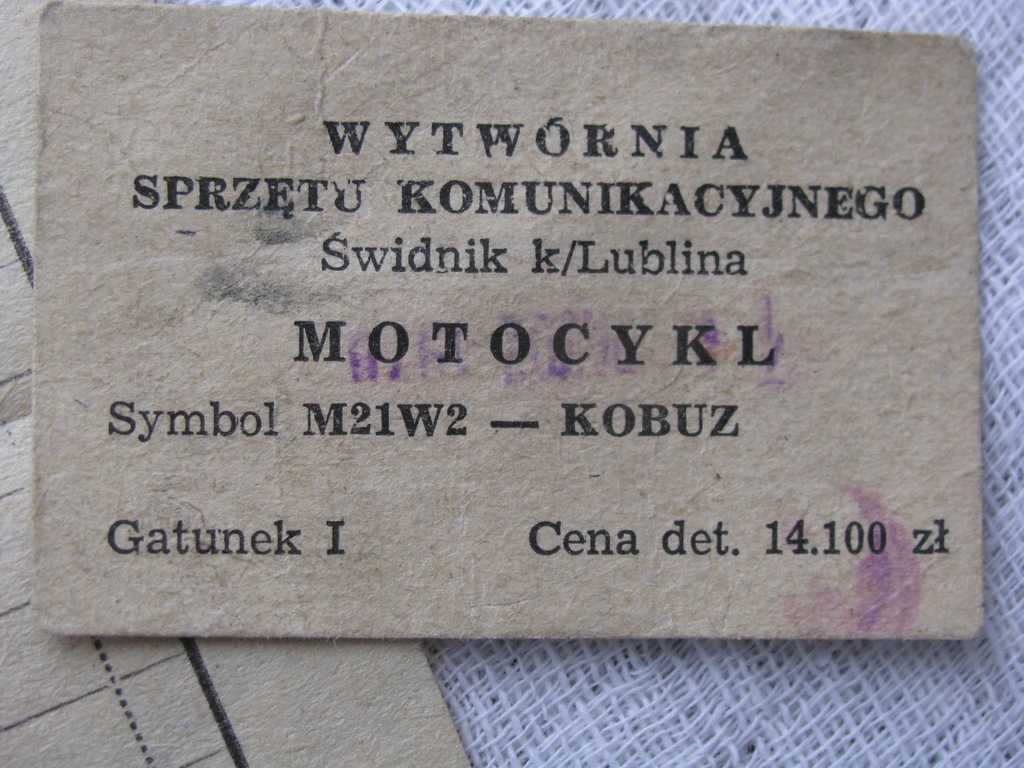 WYTWÓRNIA
SPRZĘTU KOMUNIKACYJNEGO
Świdnik k/Lublina
MOTOCYKL
Symbol M21W2 — KOBUZ
Gatunek I Cena det. 14.100 zł